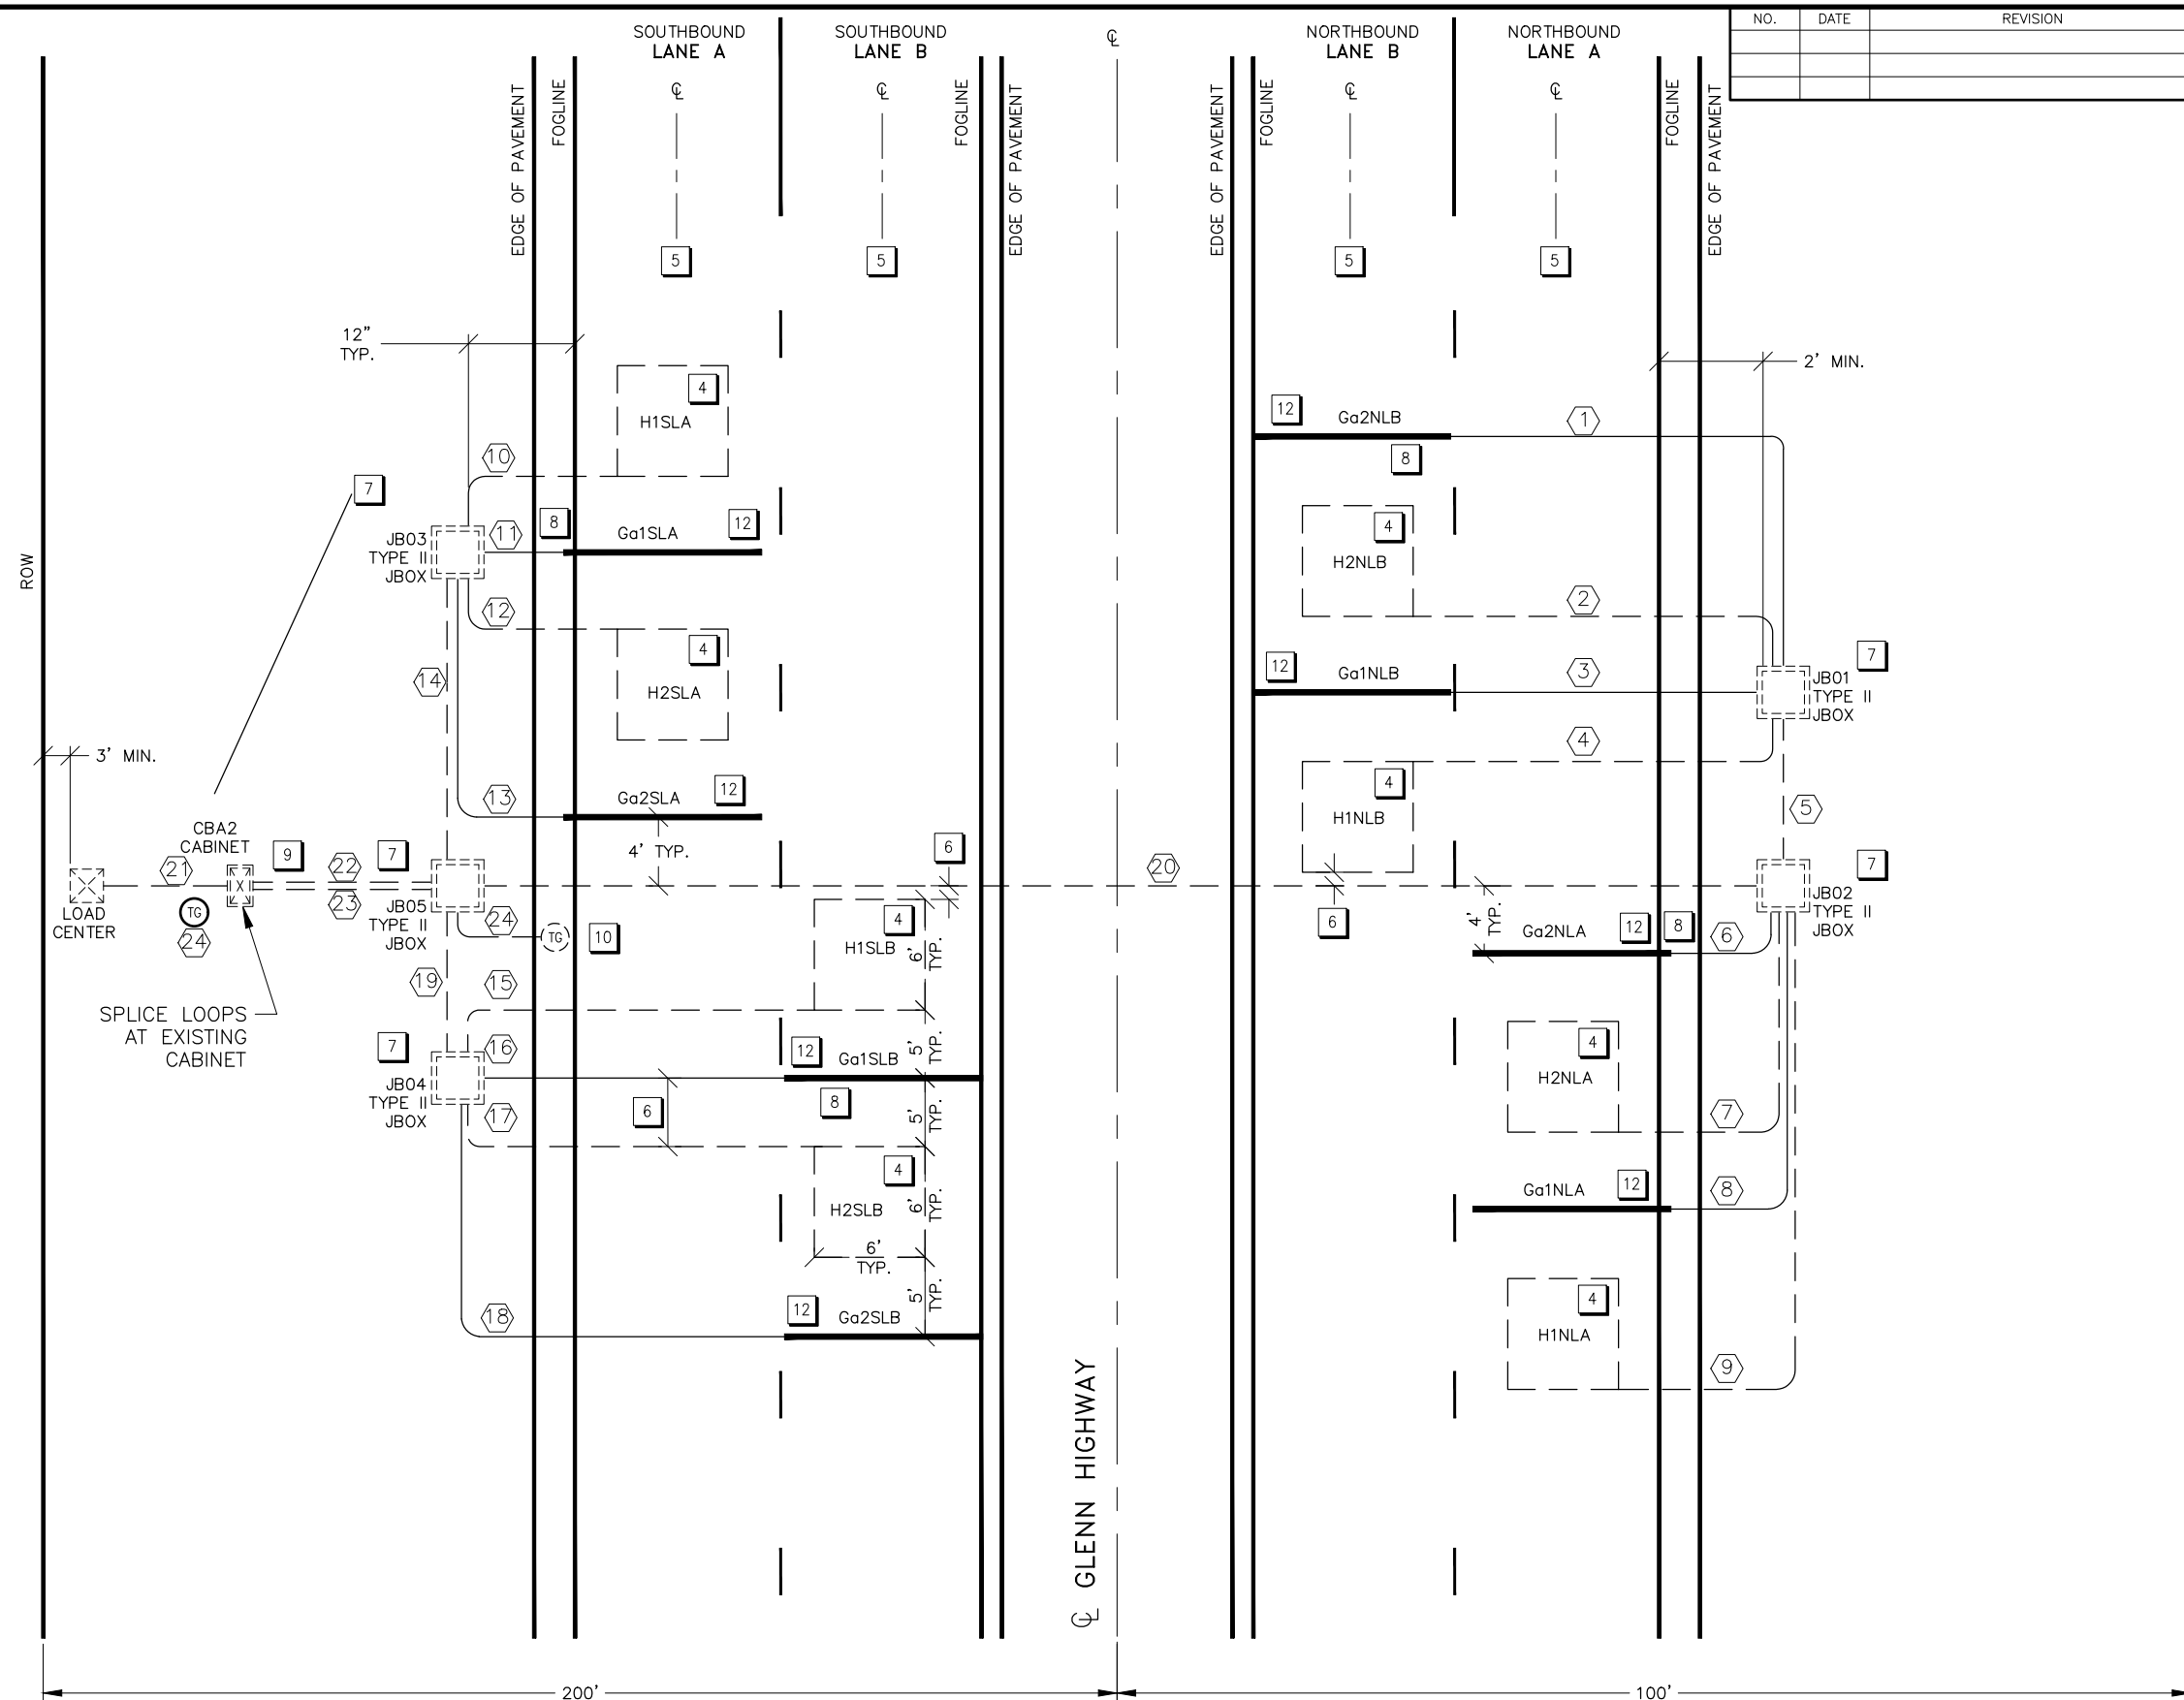 SOUTHBOUND
LANE A
SOUTHBOUND
LANE B
℄
NORTHBOUND
LANE B
NORTHBOUND
LANE A
NO. DATE REVISION
℄
℄
℄
℄
EDGE OF PAVEMENT
FOGLINE
FOGLINE
EDGE OF PAVEMENT
EDGE OF PAVEMENT
FOGLINE
FOGLINE
EDGE OF PAVEMENT
5
5
5
5
12"
TYP.
2' MIN.
4
H1SLA
12
Ga2NLB
1
8
10
7
8
Ga1SLA
12
4
H2NLB
JB03
TYPE II
JBOX
11
ROW
12
2
4
H2SLA
14
12
Ga1NLB
3
7
JB01
TYPE II
JBOX
3' MIN.
4
4
H1NLB
5
13
Ga2SLA
12
4' TYP.
CBA2
CABINET
9
7
22
23
21
6
20
7
LOAD
CENTER
TG
24
JB05
TYPE II
JBOX
24
TG
10
4
H1SLB
6'
TYP.
6
4'
TYP.
Ga2NLA
12
8
6
JB02
TYPE II
JBOX
19
15
SPLICE LOOPS
AT EXISTING
CABINET
7
16
12
Ga1SLB
5'
TYP.
4
H2NLA
JB04
TYPE II
JBOX
17
6
8
5'
TYP.
7
4
H2SLB
6'
TYP.
Ga1NLA
12
8
6'
TYP.
5'
TYP.
18
12
Ga2SLB
4
H1NLA
9
℄ GLENN HIGHWAY
200'
100'